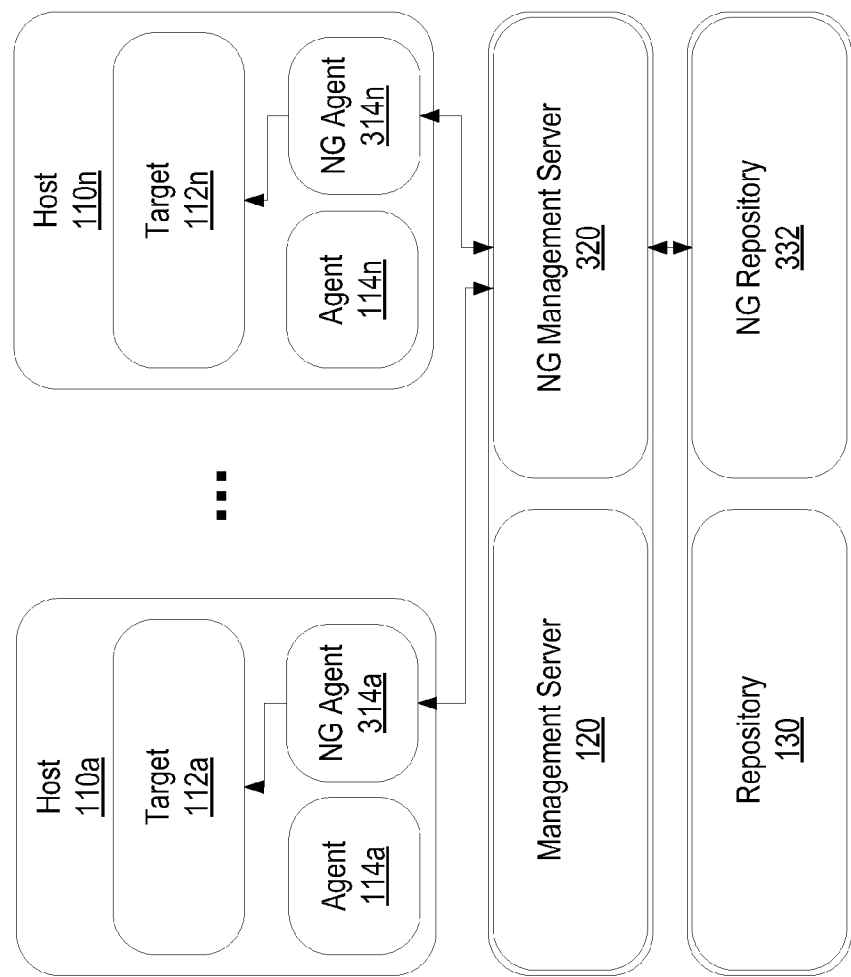 Host
110a
Target
112a
Agent
114a
NG Agent
314a
...
Host
110n
Target
112n
Agent
114n
NG Agent
314n
Management Server
120
NG Management Server
320
Repository
130
NG Repository
332